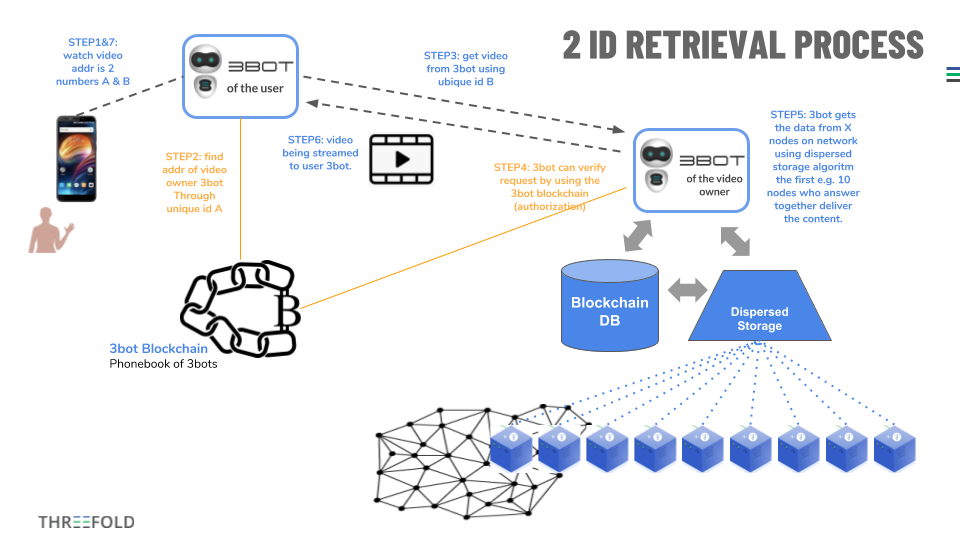 2 ID RETRIEVAL PROCESS
STEP1&7:
watch video
addr is 2
numbers A & B
3BOT
of the user
STEP3: get video
from 3bot using
ubique id B
STEP2: find
addr of video
owner 3bot
Through
unique id A
STEP6: video
being streamed
to user 3bot.
STEP4: 3bot can verify
request by using the
3bot blockchain
(authorization)
3BOT
of the video
owner
STEP5: 3bot gets
the data from X
nodes on network
using dispersed
storage algoritm
the first e.g. 10
nodes who answer
together deliver
the content.
B
3bot Blockchain
Phonebook of 3bots
Blockchain
DB
Dispersed
Storage
THREEFOLD